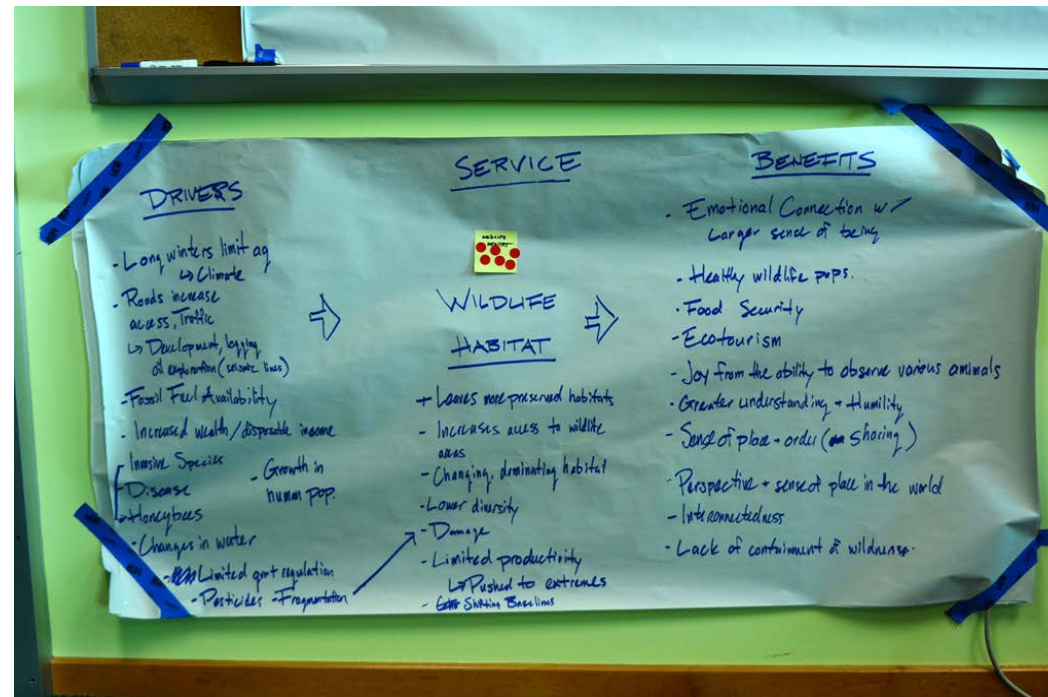 DRIVERS
- Long winters limit ag
↳ Climate
- Roads increase
access, Traffic
↳ Development, logging
oil exploration (seismic lines)
- Fossil Fuel Availability
- Increased wealth/disposable income
Invasive Species
- Disease
- Honeybees
- Growth in
human pop.
- Changes in water
- Limited gmt regulation
- Pesticides - Fragmentation
SERVICE
WILDLIFE
WILDLIFE
HABITAT
+ Leaves more preserved habitats
- Increases access to wildlife
areas
- Changing, dominating habitat
- Lower diversity
- Damage
- Limited productivity
↳ Pushed to extremes
- Shifting Baselines
BENEFITS
- Emotional Connection w/
Larger sense of being
- Healthy wildlife pops.
- Food Security
- Ecotourism
- Joy from the ability to observe various animals
- Greater understanding + Humility
- Sense of place + order (sharing)
- Perspective + sense of place in the world
- Interconnectedness
- Lack of containment of